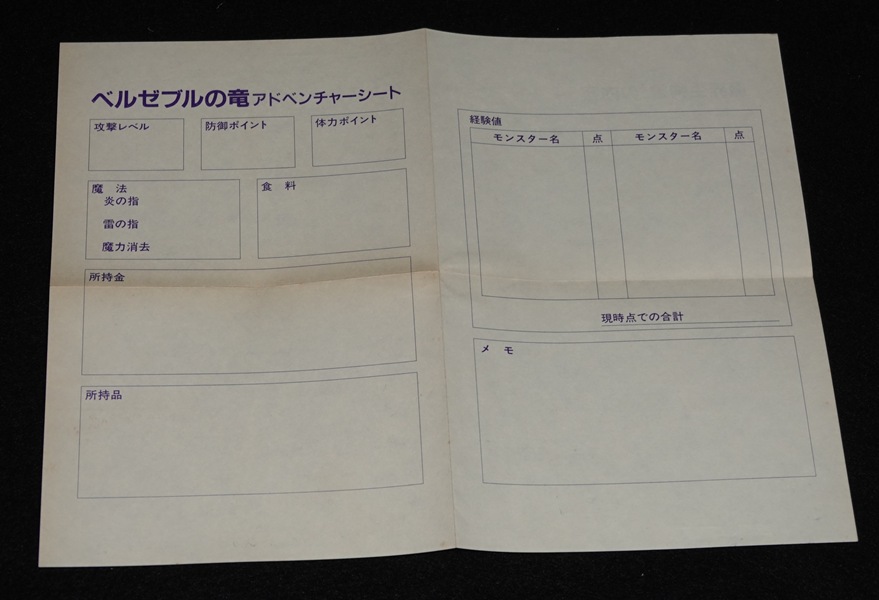 ベルゼブルの竜アドベンチャーシート
攻撃レベル
防御ポイント
体力ポイント
魔　法
炎の指
雷の指
魔力消去
食　料
所持金
所持品
経験値
モンスター名 点 モンスター名 点
現時点での合計
メ　モ